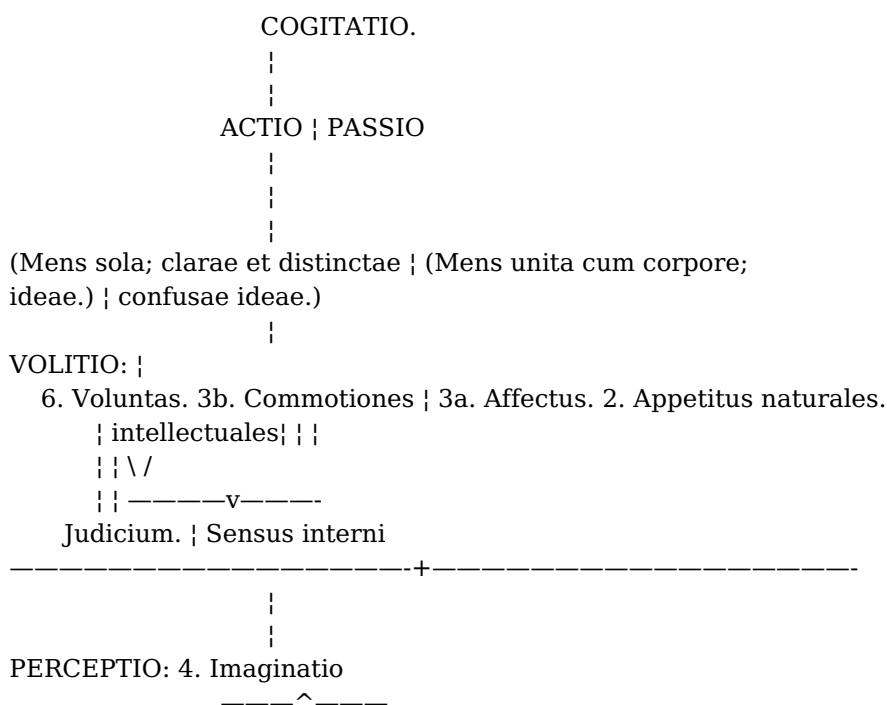 COGITATIO.
¦
¦
ACTIO ¦ PASSIO
¦
¦
¦
(Mens sola; clarae et distinctae ¦ (Mens unita cum corpore;
ideae.) ¦ confusae ideae.)
¦
VOLITIO: ¦
6. Voluntas. 3b. Commotiones ¦ 3a. Affectus. 2. Appetitus naturales.
¦ intellectuales¦ ¦ ¦
¦ ¦ \ /
¦ ¦ ————v———-
Judicium. ¦ Sensus interni
————————————————-+—————————————————-
¦
¦
PERCEPTIO: 4. Imaginatio
———^———